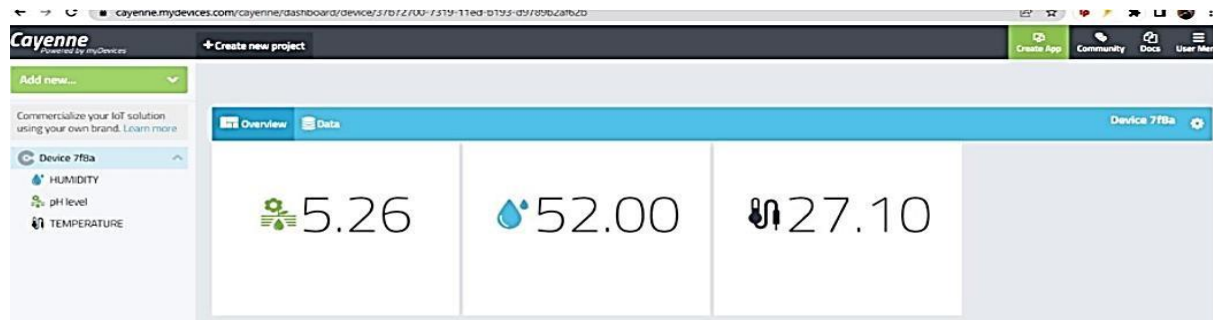 cayenne.mydevices.com/cayenne/dashboard/device/37b72700-7319-11ed-b193-d9789b2af62b
Cayenne
Powered by myDevices
+Create new project
Create App
Community
Docs
User Men
Add new...
Commercialize your IoT solution
using your own brand. Learn more
Overview
Data
Device 7f8a
Device 7f8a
HUMIDITY
pH level
TEMPERATURE
5.26
52.00
27.10